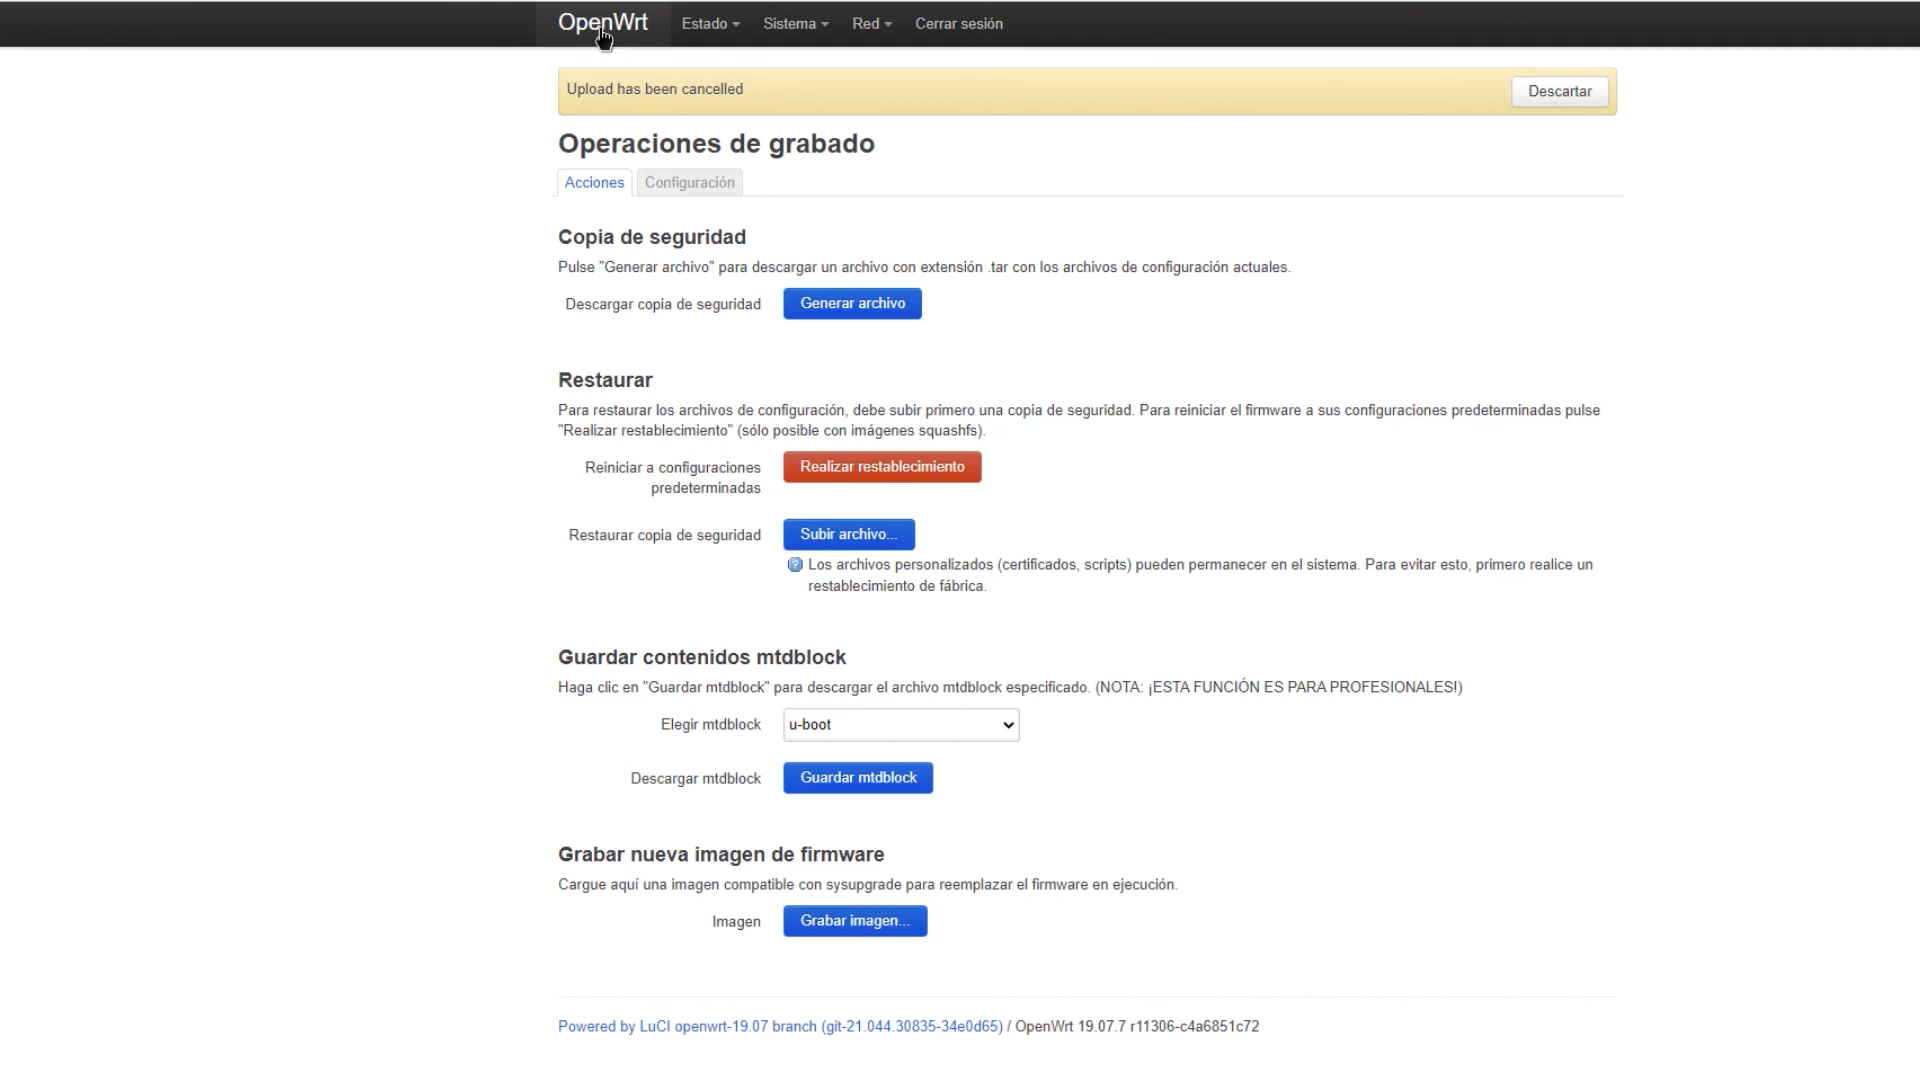 OpenWrt Estado Sistema Red Cerrar sesión
Upload has been cancelled Descartar
Operaciones de grabado
Acciones Configuración
Copia de seguridad
Pulse "Generar archivo" para descargar un archivo con extensión .tar con los archivos de configuración actuales.
Descargar copia de seguridad Generar archivo
Restaurar
Para restaurar los archivos de configuración, debe subir primero una copia de seguridad. Para reiniciar el firmware a sus configuraciones predeterminadas pulse
"Realizar restablecimiento" (sólo posible con imágenes squashfs).
Reiniciar a configuraciones Realizar restablecimiento
predeterminadas
Restaurar copia de seguridad Subir archivo...
Los archivos personalizados (certificados, scripts) pueden permanecer en el sistema. Para evitar esto, primero realice un
restablecimiento de fábrica.
Guardar contenidos mtdblock
Haga clic en "Guardar mtdblock" para descargar el archivo mtdblock especificado. (NOTA: ¡ESTA FUNCIÓN ES PARA PROFESIONALES!)
Elegir mtdblock u-boot
Descargar mtdblock Guardar mtdblock
Grabar nueva imagen de firmware
Cargue aquí una imagen compatible con sysupgrade para reemplazar el firmware en ejecución.
Imagen Grabar imagen...
Powered by LuCI openwrt-19.07 branch (git-21.044.30835-34e0d65) / OpenWrt 19.07.7 r11306-c4a6851c72